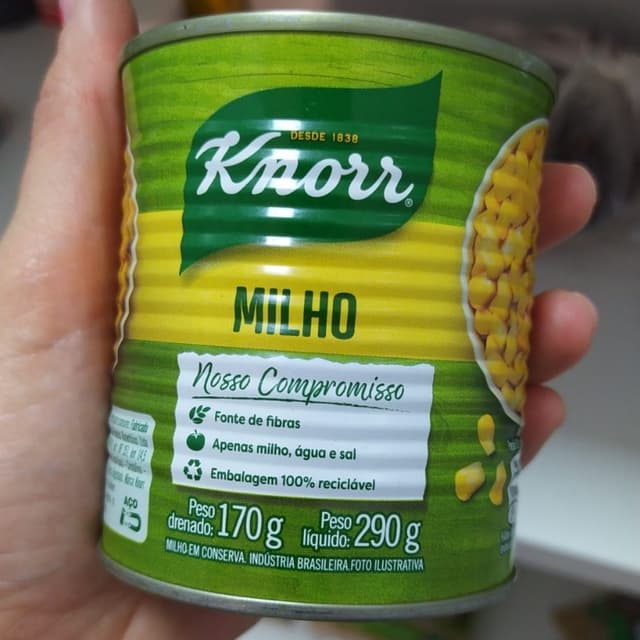 DESDE 1838
Knorr®
MILHO
Nosso Compromisso
Fonte de fibras
Apenas milho, água e sal
Embalagem 100% reciclável
Peso drenado: 170 g
Peso líquido: 290 g
MILHO EM CONSERVA. INDÚSTRIA BRASILEIRA.FOTO ILUSTRATIVA
AÇO